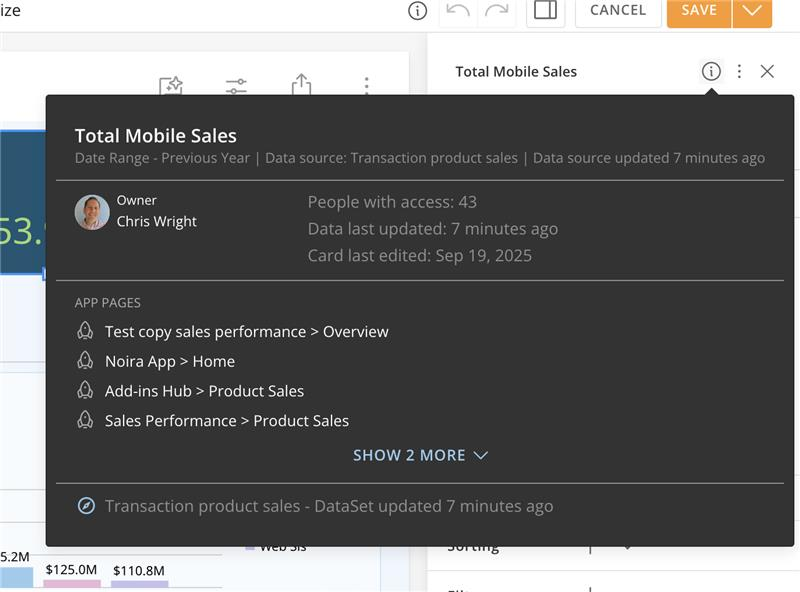 ize
CANCEL
SAVE
Total Mobile Sales
Total Mobile Sales
Date Range - Previous Year | Data source: Transaction product sales | Data source updated 7 minutes ago
Owner
Chris Wright
People with access: 43
Data last updated: 7 minutes ago
Card last edited: Sep 19, 2025
53.
APP PAGES
Test copy sales performance > Overview
Noira App > Home
Add-ins Hub > Product Sales
Sales Performance > Product Sales
SHOW 2 MORE
Transaction product sales - DataSet updated 7 minutes ago
Sorting
5.2M
$125.0M
$110.8M